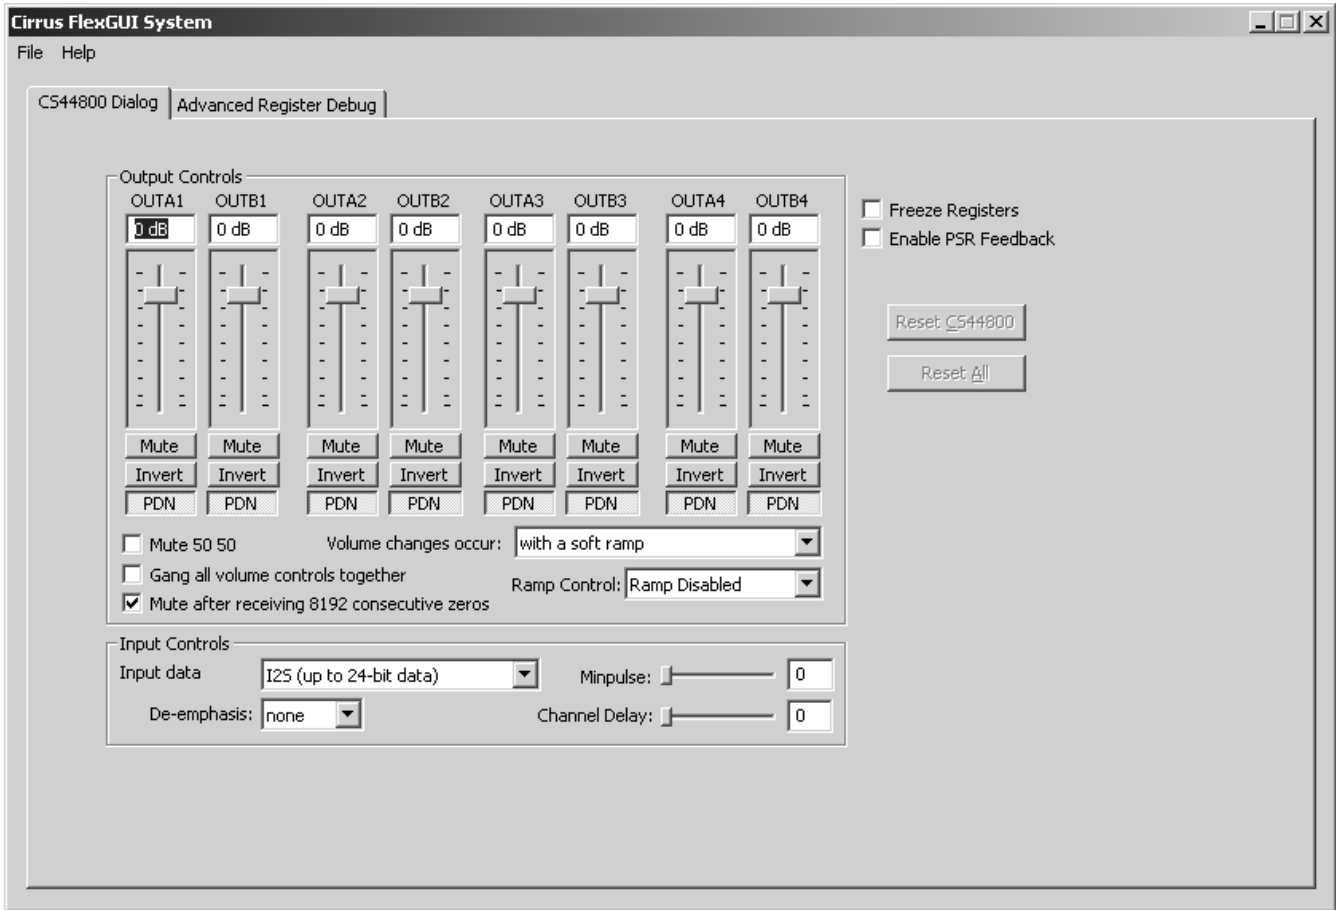 Cirrus FlexGUI System
File Help
CS44800 Dialog Advanced Register Debug
Output Controls
OUTA1 OUTB1 OUTA2 OUTB2 OUTA3 OUTB3 OUTA4 OUTB4
0 dB 0 dB 0 dB 0 dB 0 dB 0 dB 0 dB 0 dB
Freeze Registers
Enable PSR Feedback
Reset CS44800
Reset All
Mute Mute Mute Mute Mute Mute Mute Mute
Invert Invert Invert Invert Invert Invert Invert Invert
PDN PDN PDN PDN PDN PDN PDN PDN
Mute 50 50 Volume changes occur: with a soft ramp
Gang all volume controls together Ramp Control: Ramp Disabled
Mute after receiving 8192 consecutive zeros
Input Controls
Input data I2S (up to 24-bit data) Minpulse: 0
De-emphasis: none Channel Delay: 0